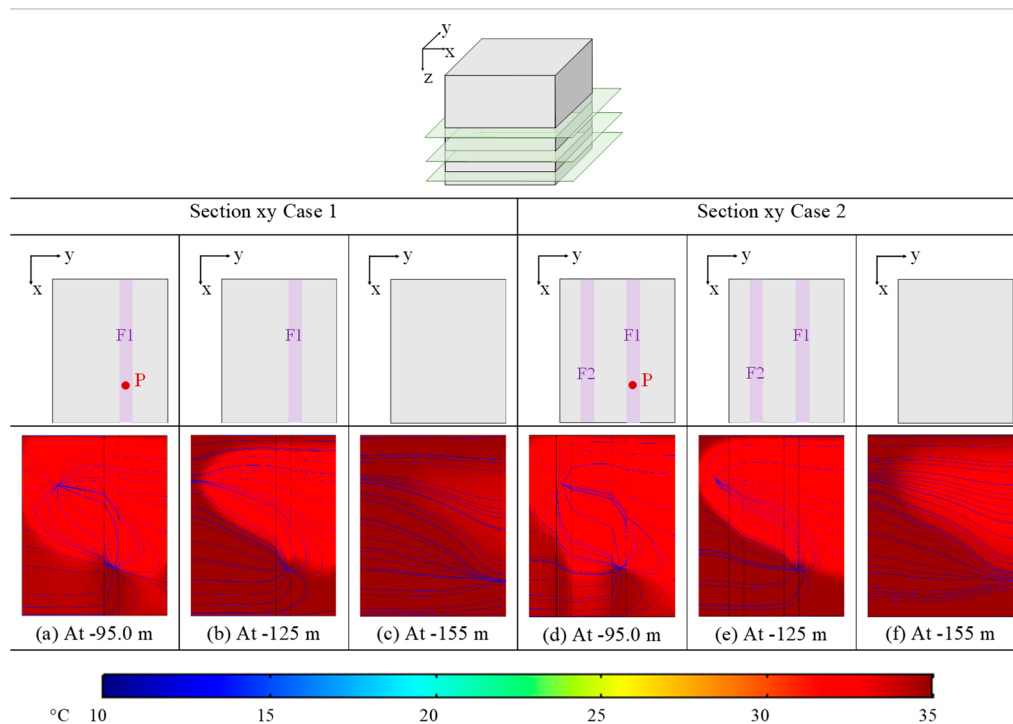 y
x
z
Section xy Case 1
Section xy Case 2
y
x
F1
P
y
x
F1
y
x
y
x
F1
F2
P
y
x
F1
F2
y
x
(a) At -95.0 m
(b) At -125 m
(c) At -155 m
(d) At -95.0 m
(e) At -125 m
(f) At -155 m
°C 10 15 20 25 30 35